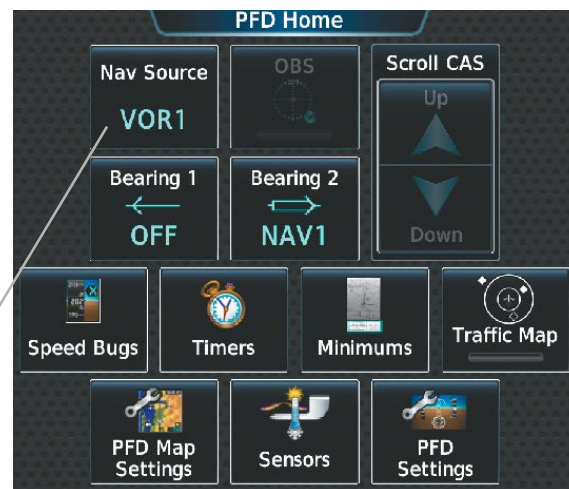 PFD Home
Nav Source
VOR1
OBS
Scroll CAS
Up
Down
Bearing 1
OFF
Bearing 2
NAV1
Speed Bugs
Timers
Minimums
Traffic Map
PFD Map
Settings
Sensors
PFD
Settings